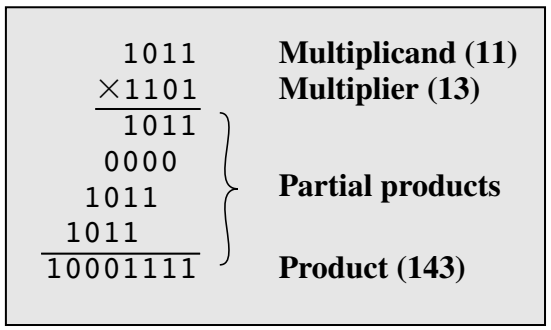 1011 Multiplicand (11)
×1101 Multiplier (13)
1011
0000
1011 Partial products
1011
10001111 Product (143)